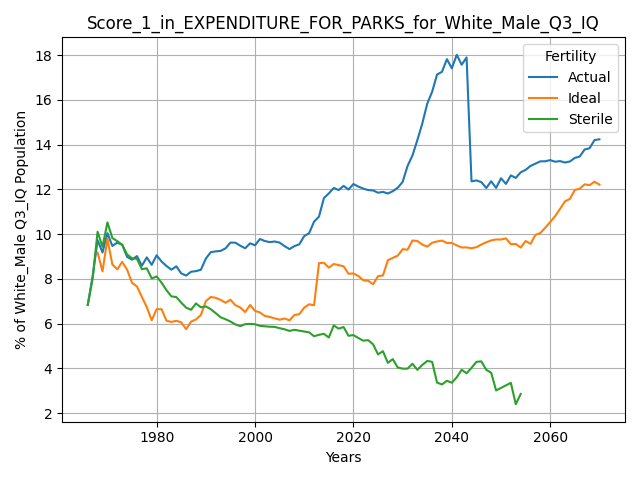 Score_1_in_EXPENDITURE_FOR_PARKS_for_White_Male_Q3_IQ
Fertility
Actual
Ideal
Sterile
% of White_Male Q3_IQ Population
18
16
14
12
10
8
6
4
2
1980
2000
2020
2040
2060
Years